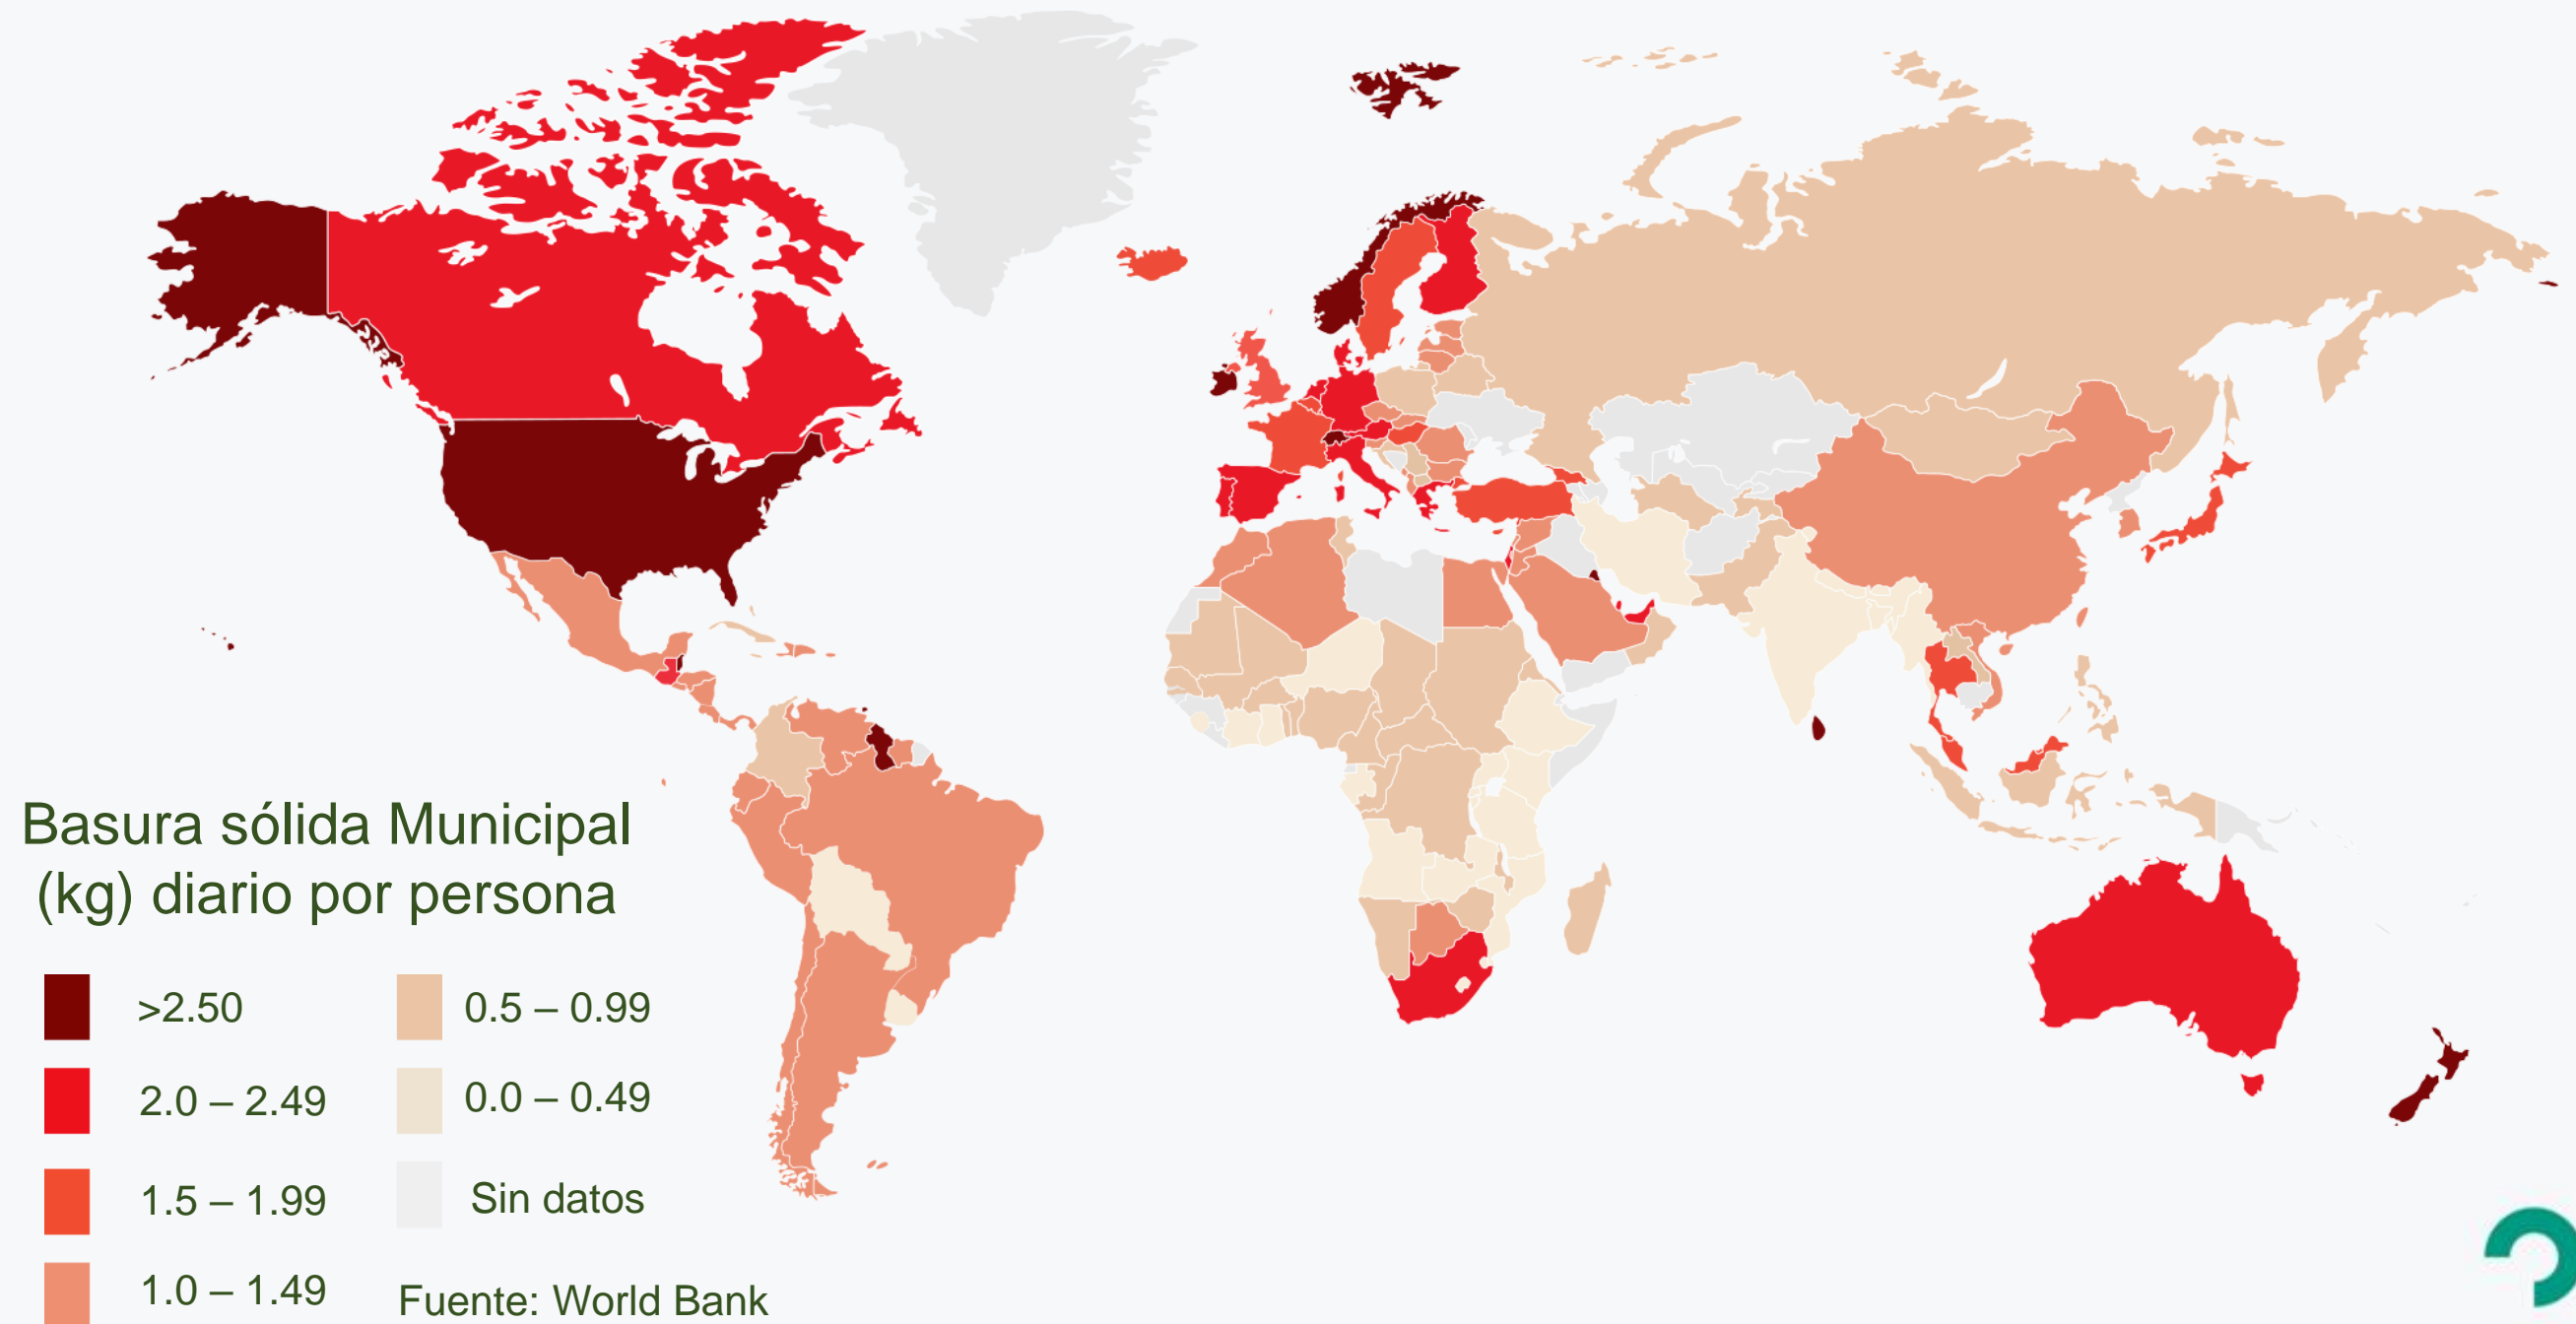 Basura sólida Municipal
(kg) diario por persona
>2.50
2.0 – 2.49
1.5 – 1.99
1.0 – 1.49
0.5 – 0.99
0.0 – 0.49
Sin datos
Fuente: World Bank